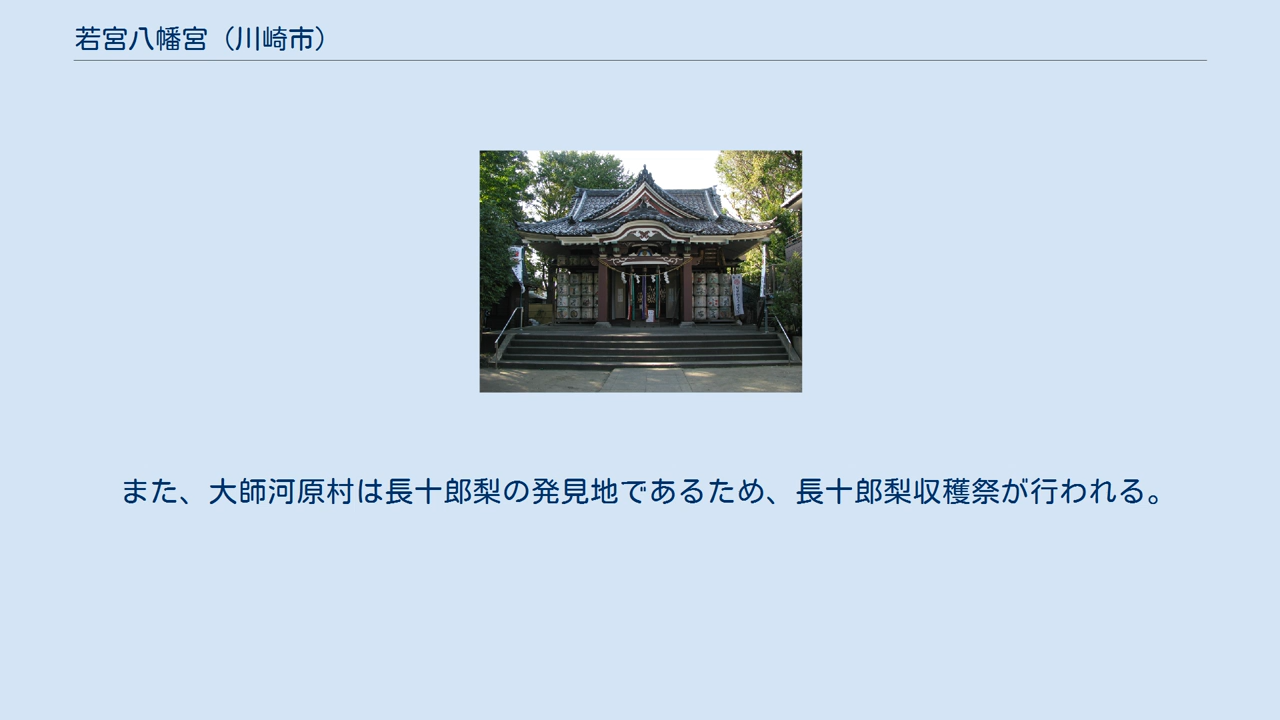 若宮八幡宮（川崎市）
また、大師河原村は長十郎梨の発見地であるため、長十郎梨収穫祭が行われる。